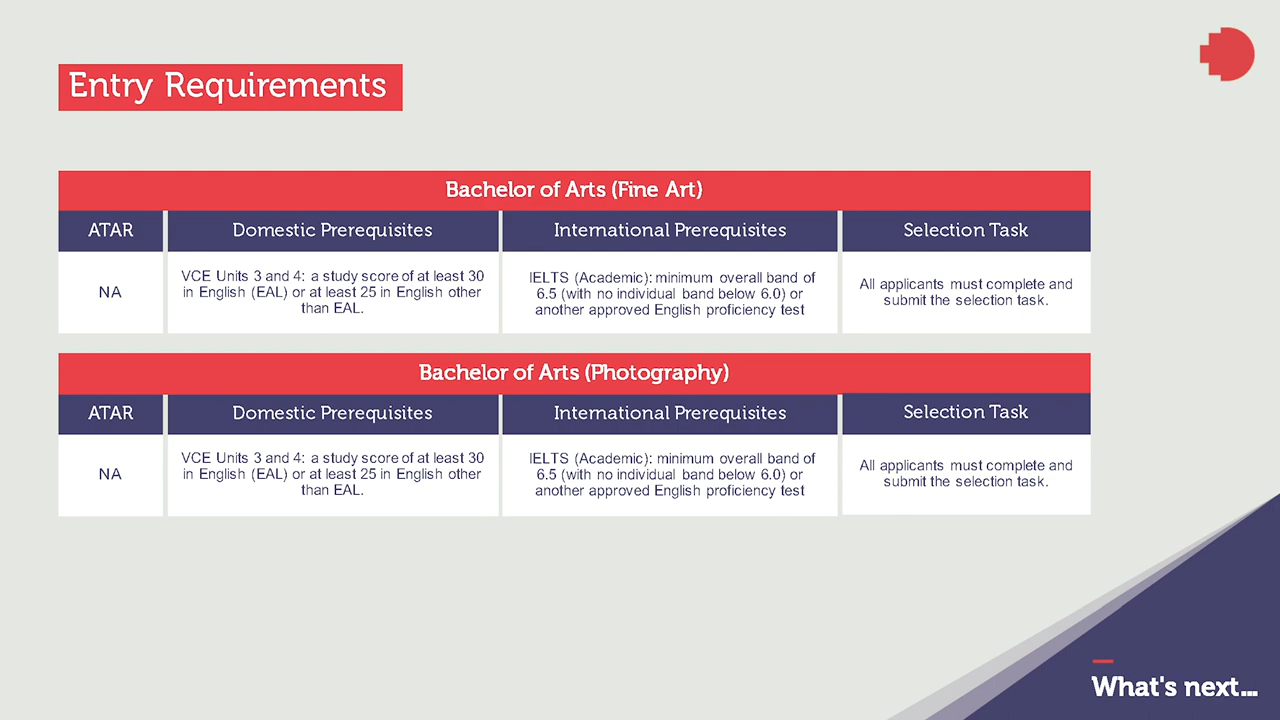 Entry Requirements
Bachelor of Arts (Fine Art)
ATAR
Domestic Prerequisites
International Prerequisites
Selection Task
NA
VCE Units 3 and 4: a study score of at least 30
in English (EAL) or at least 25 in English other
than EAL.
IELTS (Academic): minimum overall band of
6.5 (with no individual band below 6.0) or
another approved English proficiency test
All applicants must complete and
submit the selection task.
Bachelor of Arts (Photography)
ATAR
Domestic Prerequisites
International Prerequisites
Selection Task
NA
VCE Units 3 and 4: a study score of at least 30
in English (EAL) or at least 25 in English other
than EAL.
IELTS (Academic): minimum overall band of
6.5 (with no individual band below 6.0) or
another approved English proficiency test
All applicants must complete and
submit the selection task.
What's next...